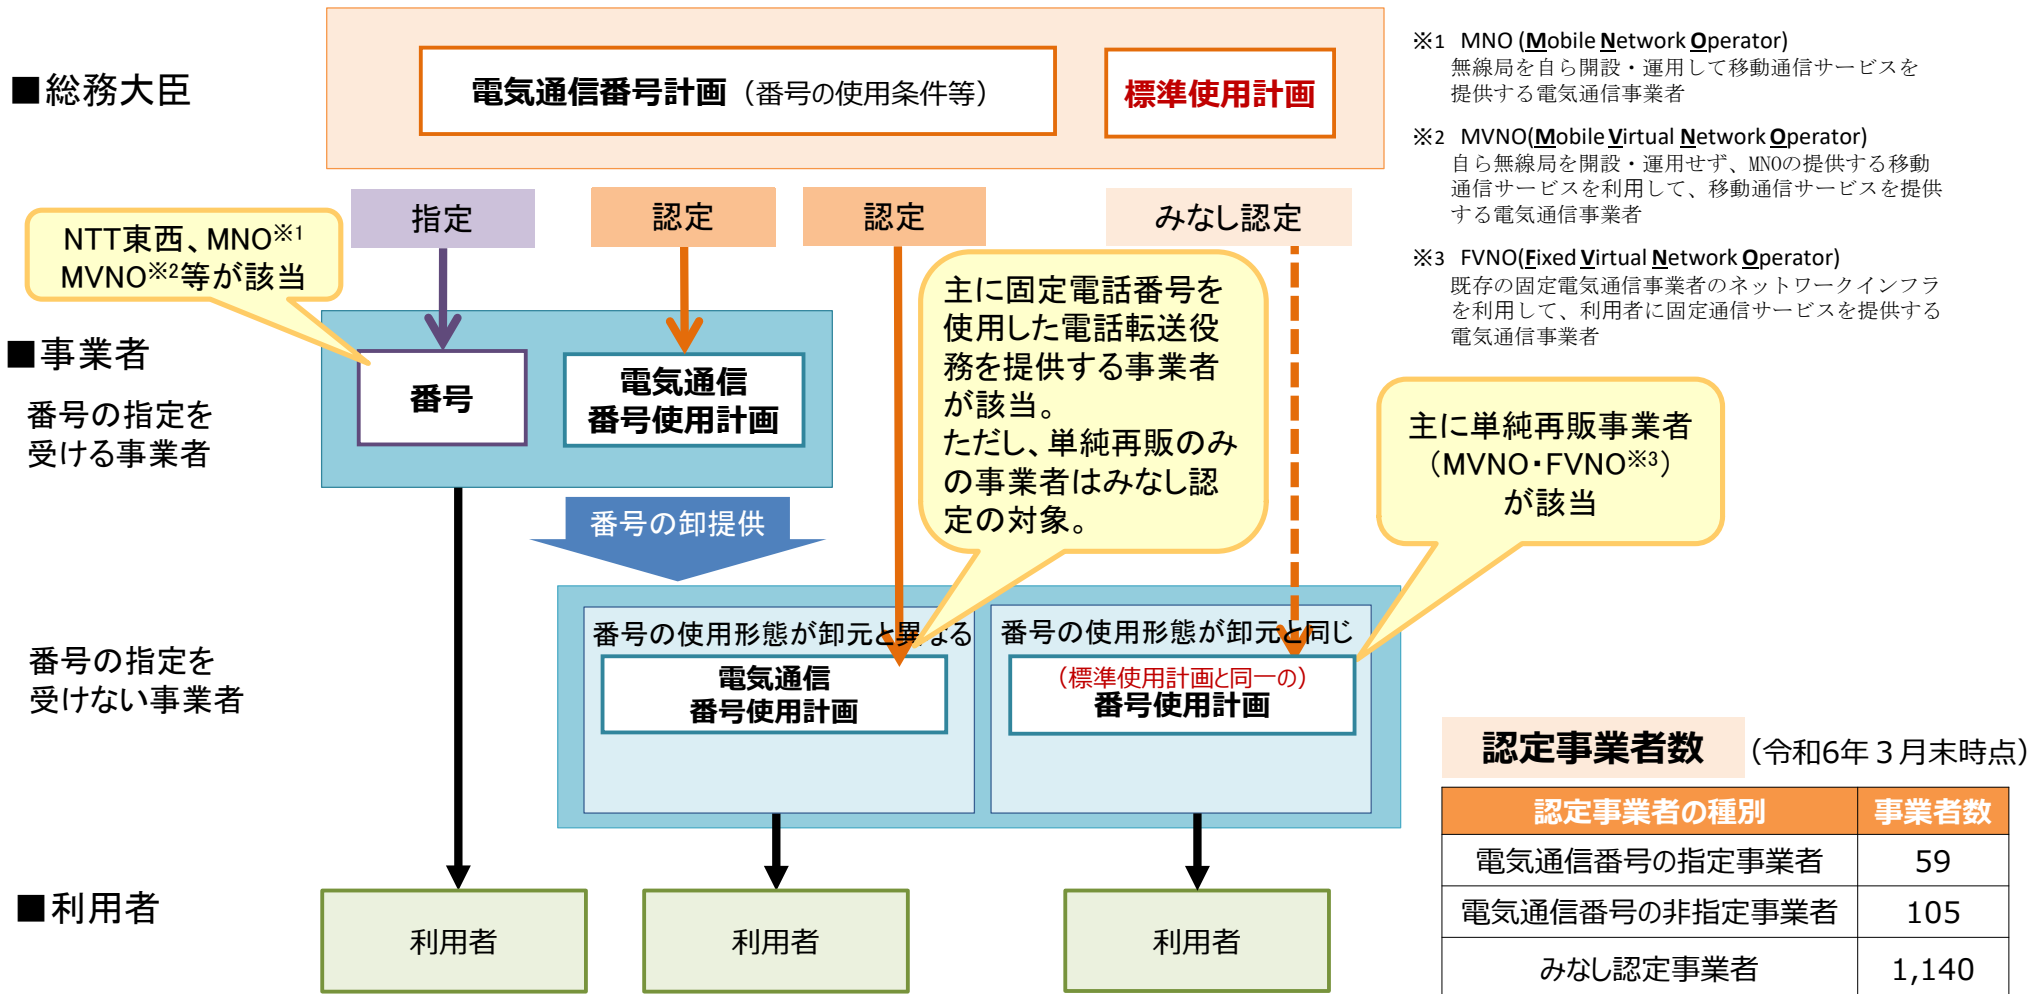 ■総務大臣
電気通信番号計画（番号の使用条件等）
標準使用計画
※1 MNO (Mobile Network Operator)
無線局を自ら開設・運用して移動通信サービスを
提供する電気通信事業者
※2 MVNO(Mobile Virtual Network Operator)
自ら無線局を開設・運用せず、MNOの提供する移動
通信サービスを利用して、移動通信サービスを提供
する電気通信事業者
※3 FVNO(Fixed Virtual Network Operator)
既存の固定電気通信事業者のネットワークインフラ
を利用して、利用者に固定通信サービスを提供する
電気通信事業者
指定
認定
認定
みなし認定
NTT東西、MNO※1
MVNO※2等が該当
■事業者
番号の指定を
受ける事業者
番号
電気通信
番号使用計画
主に固定電話番号を
使用した電話転送役
務を提供する事業者
が該当。
ただし、単純再販のみ
の事業者はみなし認
定の対象。
主に単純再販事業者
（MVNO・FVNO※3）
が該当
番号の卸提供
番号の指定を
受けない事業者
番号の使用形態が卸元と異なる
電気通信
番号使用計画
番号の使用形態が卸元と同じ
（標準使用計画と同一の）
番号使用計画
認定事業者数 （令和6年３月末時点）
認定事業者の種別 事業者数
電気通信番号の指定事業者 59
電気通信番号の非指定事業者 105
みなし認定事業者 1,140
■利用者
利用者
利用者
利用者